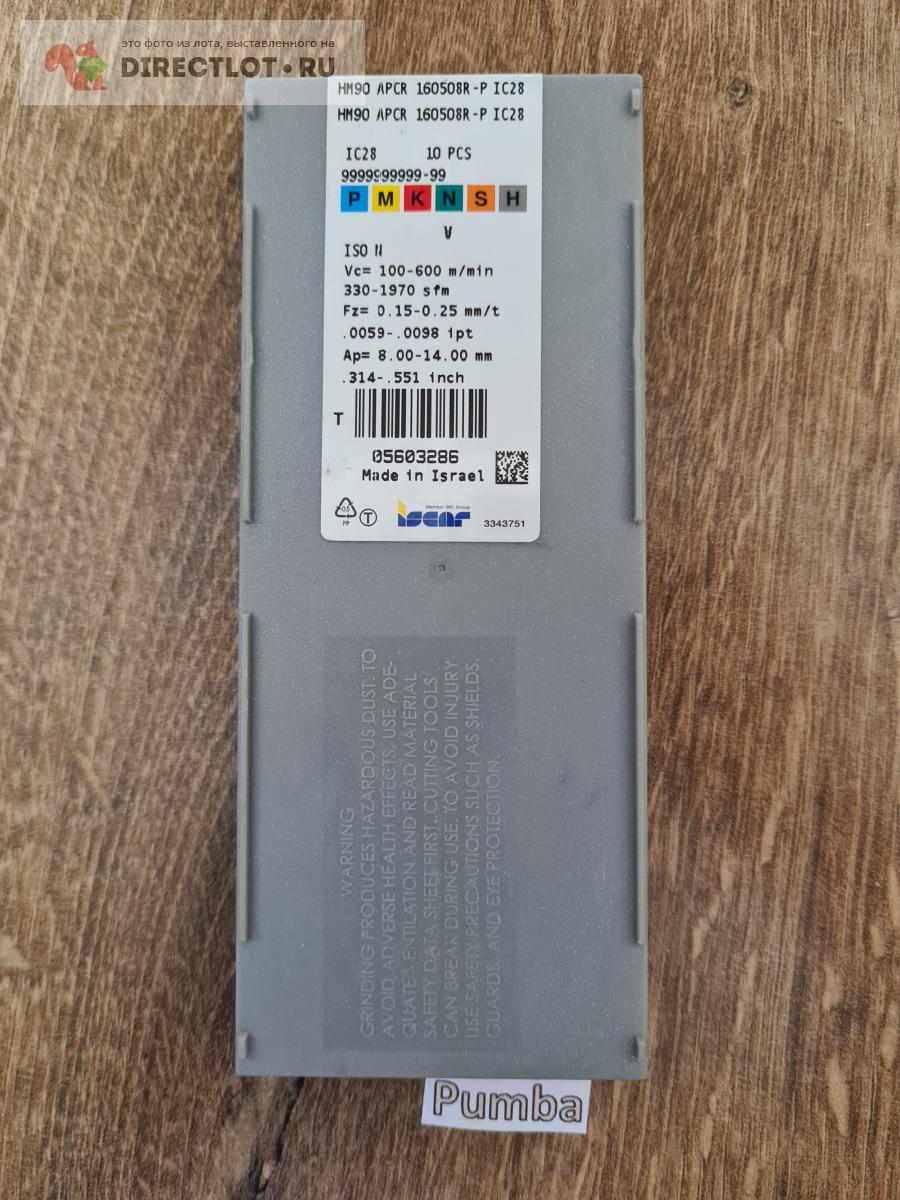 это фото из лота, выставленного на
DIRECTLOT.RU
HM90 APCR 160508R-P IC28
HM90 APCR 160508R-P IC28
IC28 10 PCS
9999999999-99
P M K N S H
V
ISO N
Vc= 100-600 m/min
330-1970 sfm
Fz= 0.15-0.25 mm/t
.0059-.0098 ipt
Ap= 8.00-14.00 mm
.314-.551 inch
T
05603286
Made in Israel
05
PP
T
Member IMC Group
iscar
3343751
WARNING
GRINDING PRODUCES HAZARDOUS DUST. TO
AVOID ADVERSE HEALTH EFFECTS, USE ADE-
QUATE VENTILATION AND READ MATERIAL
SAFETY DATA SHEET FIRST. CUTTING TOOLS
CAN BREAK DURING USE. TO AVOID INJURY
USE SAFETY PRECAUTIONS SUCH AS SHIELDS,
GUARDS, AND EYE PROTECTION.
Pumba